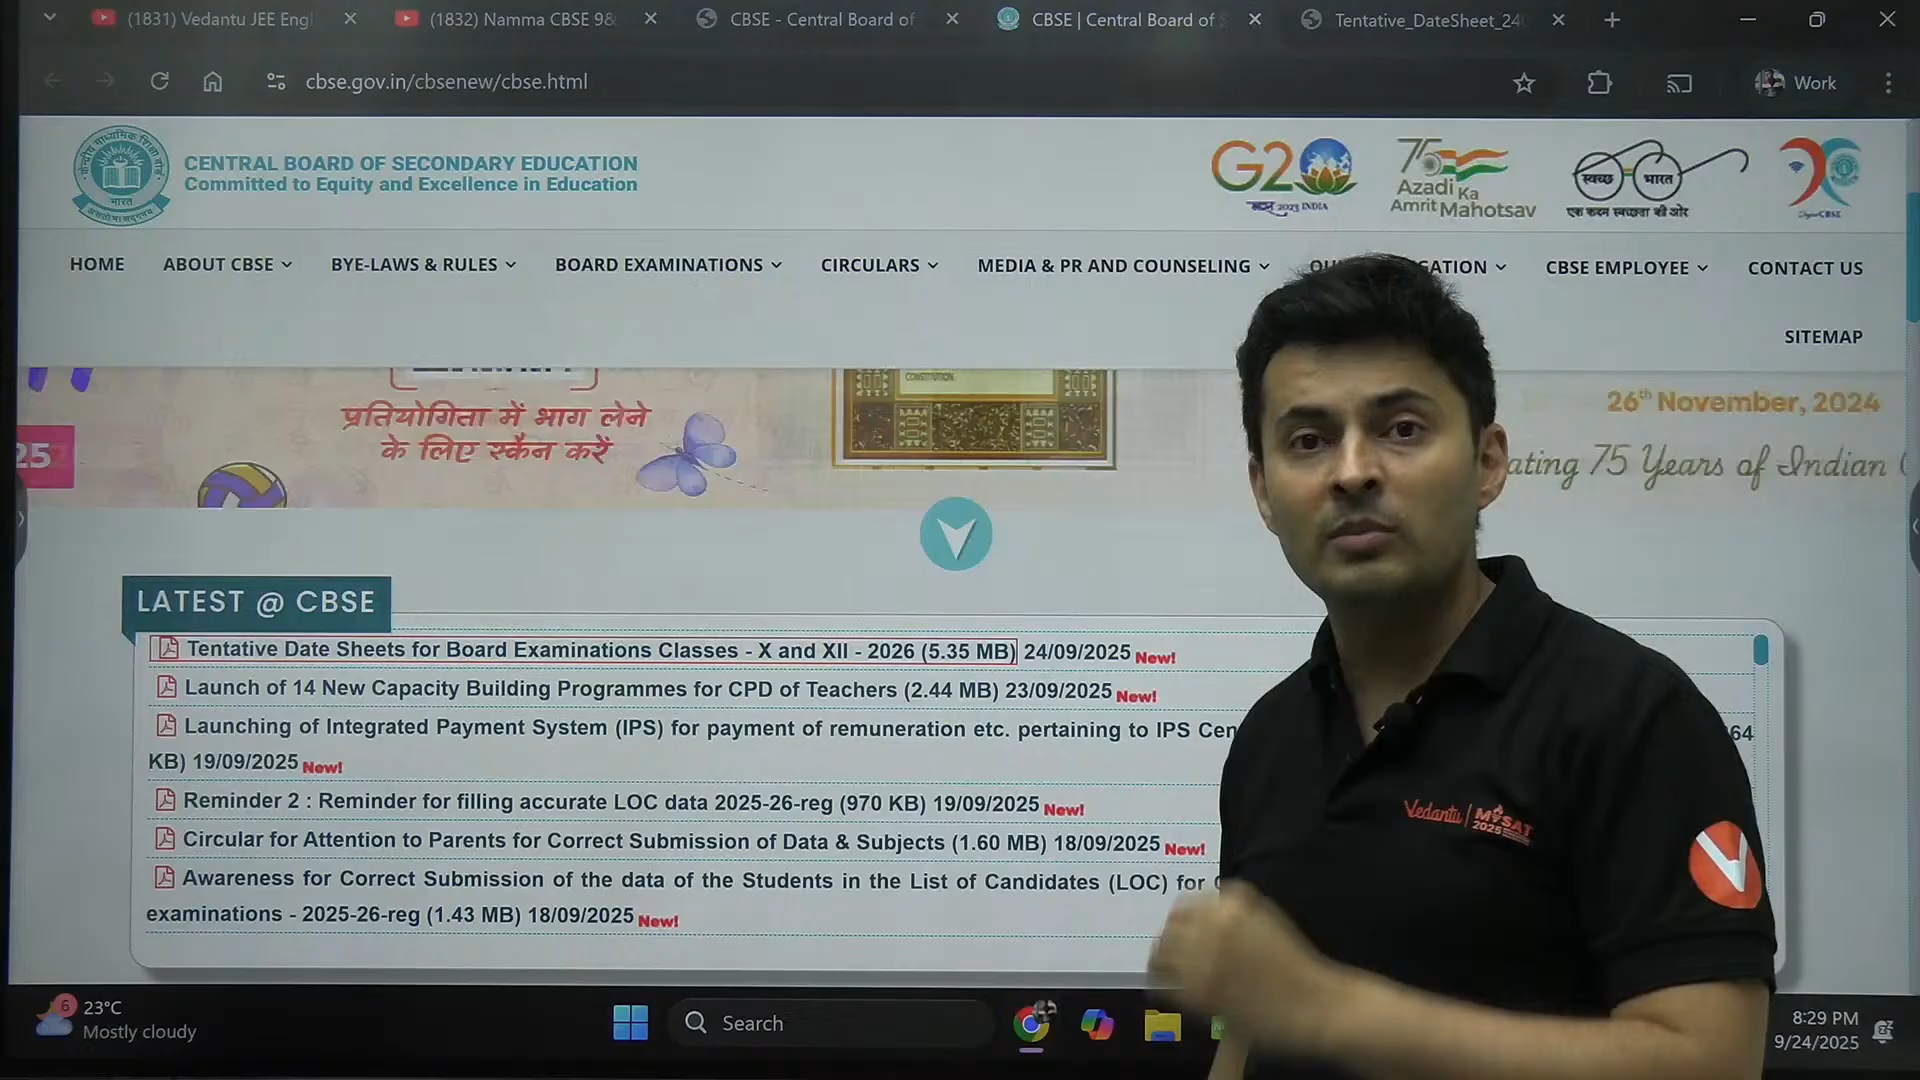 (1831) Vedantu JEE Engl
(1832) Namma CBSE 9&
CBSE - Central Board of
CBSE | Central Board of S
Tentative_DateSheet_24
cbse.gov.in/cbsenew/cbse.html
Work
CENTRAL BOARD OF SECONDARY EDUCATION
Committed to Equity and Excellence in Education
G20
2023 INDIA
75
Azadi Ka
Amrit Mahotsav
स्वच्छ भारत
एक कदम स्वच्छता की ओर
HOME
ABOUT CBSE
BYE-LAWS & RULES
BOARD EXAMINATIONS
CIRCULARS
MEDIA & PR AND COUNSELING
CBSE EMPLOYEE
CONTACT US
SITEMAP
प्रतियोगिता में भाग लेने
के लिए स्कैन करें
25
26th November, 2024
ating 75 Years of Indian
LATEST @ CBSE
Tentative Date Sheets for Board Examinations Classes - X and XII - 2026 (5.35 MB) 24/09/2025 New!
Launch of 14 New Capacity Building Programmes for CPD of Teachers (2.44 MB) 23/09/2025 New!
Launching of Integrated Payment System (IPS) for payment of remuneration etc. pertaining to IPS Cen 64
KB) 19/09/2025 New!
Reminder 2 : Reminder for filling accurate LOC data 2025-26-reg (970 KB) 19/09/2025 New!
Circular for Attention to Parents for Correct Submission of Data & Subjects (1.60 MB) 18/09/2025 New!
Awareness for Correct Submission of the data of the Students in the List of Candidates (LOC) for
examinations - 2025-26-reg (1.43 MB) 18/09/2025 New!
Vedantu | MVSAT
2025
6
23°C
Mostly cloudy
Search
8:29 PM
9/24/2025